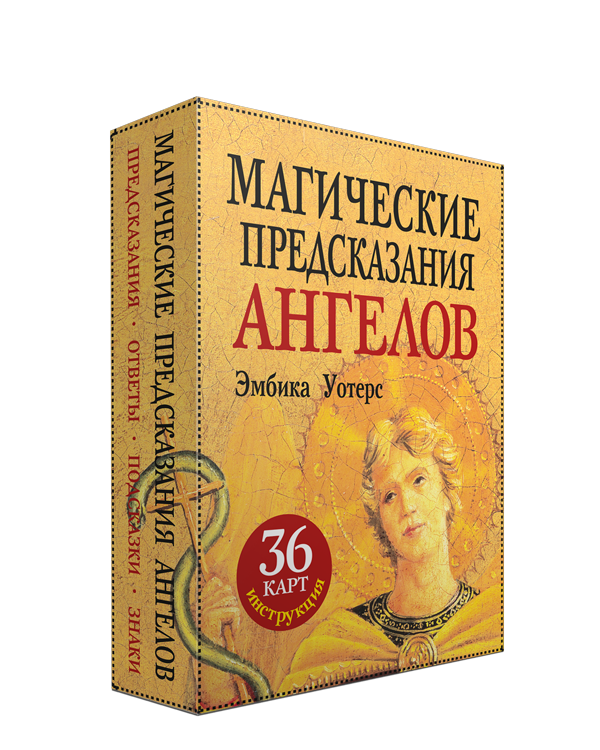 МАГИЧЕСКИЕ
ПРЕДСКАЗАНИЯ
АНГЕЛОВ
Эмбика Уотерс
36
КАРТ
ИНСТРУКЦИЯ
МАГИЧЕСКИЕ ПРЕДСКАЗАНИЯ АНГЕЛОВ
ПРЕДСКАЗАНИЯ · ОТВЕТЫ · ПОДСКАЗКИ · ЗНАКИ